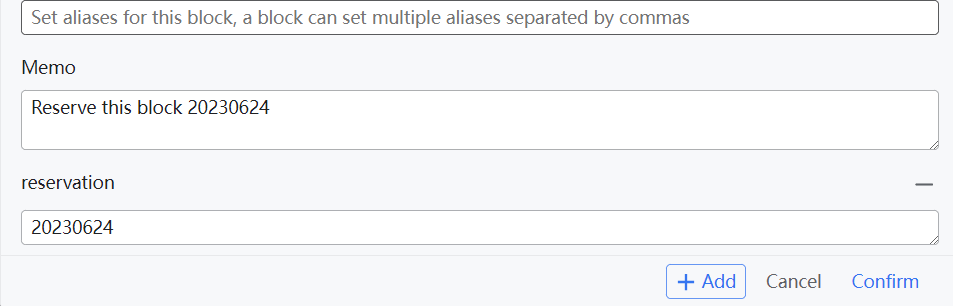 Set aliases for this block, a block can set multiple aliases separated by commas
Memo
Reserve this block 20230624
reservation
20230624
Add Cancel Confirm